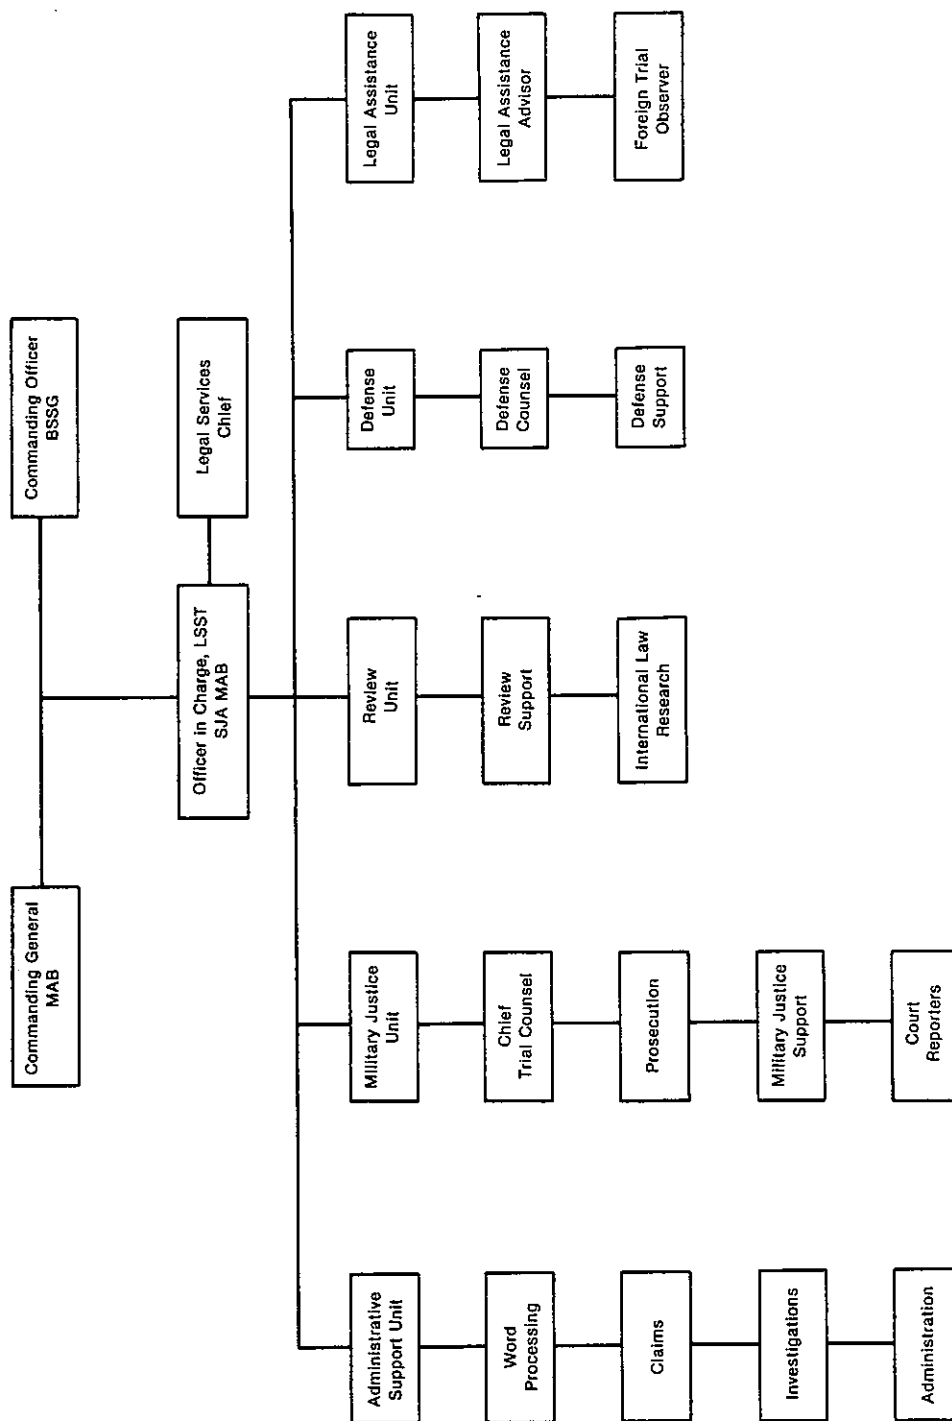 Commanding General
MAB
Commanding Officer
BSSG
Officer in Charge, LSST
SJA MAB
Legal Services
Chief
Administrative
Support Unit
Word
Processing
Claims
Investigations
Administration
Military Justice
Unit
Chief
Trial Counsel
Prosecution
Military Justice
Support
Court
Reporters
Review
Unit
Review
Support
International Law
Research
Defense
Unit
Defense
Counsel
Defense
Support
Legal Assistance
Unit
Legal Assistance
Advisor
Foreign Trial
Observer